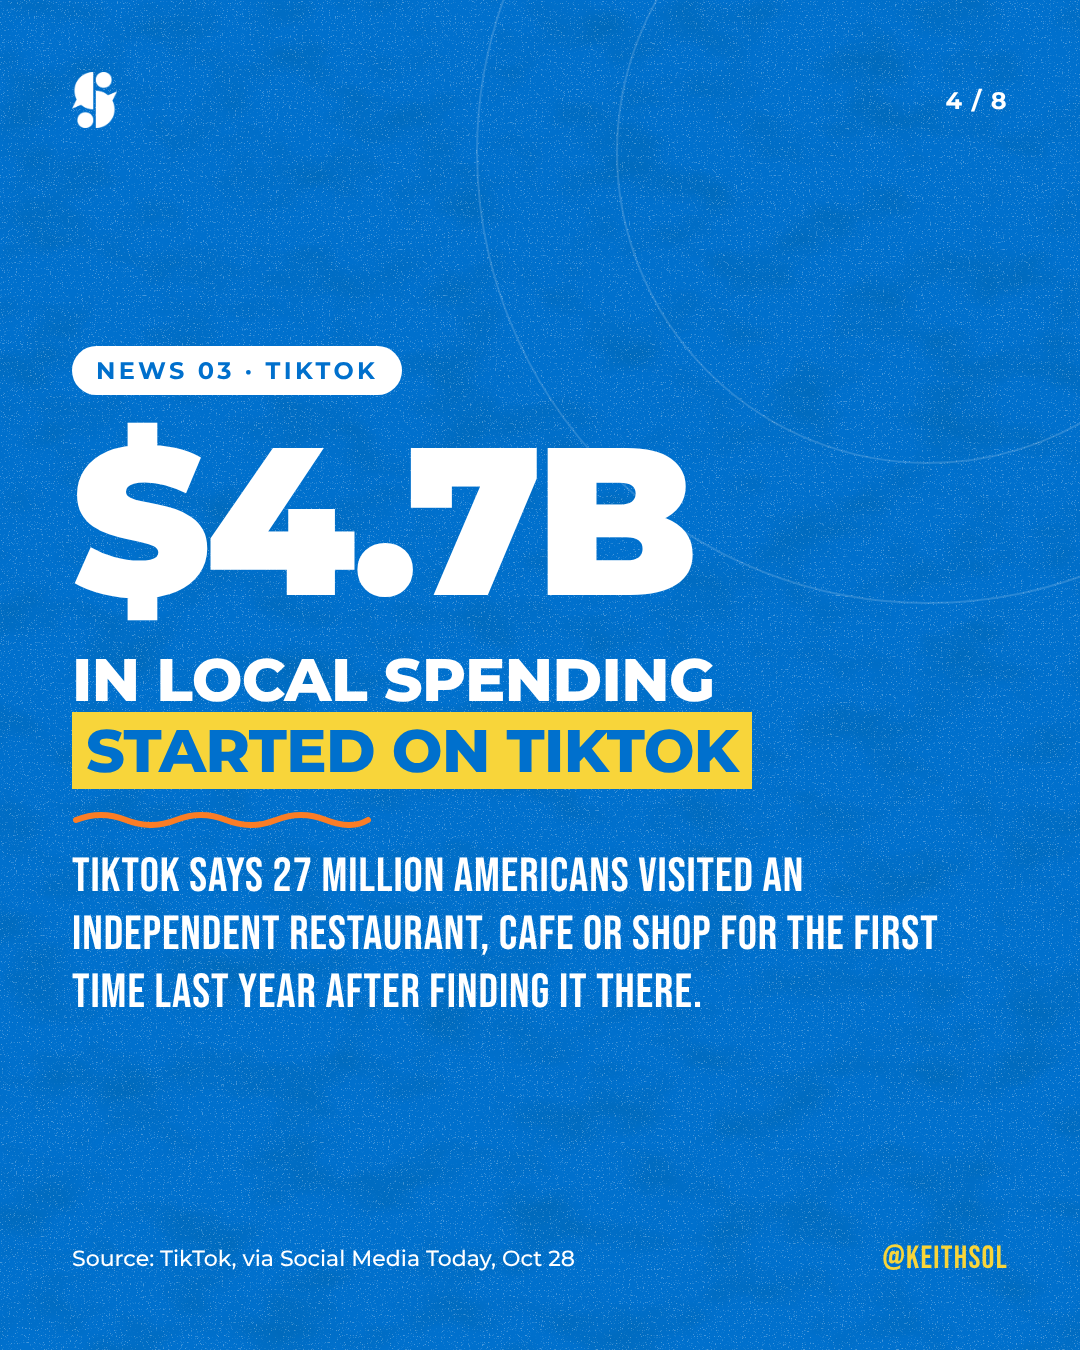 4 / 8
NEWS 03 · TIKTOK
$4.7B
IN LOCAL SPENDING
STARTED ON TIKTOK
TIKTOK SAYS 27 MILLION AMERICANS VISITED AN
INDEPENDENT RESTAURANT, CAFE OR SHOP FOR THE FIRST
TIME LAST YEAR AFTER FINDING IT THERE.
Source: TikTok, via Social Media Today, Oct 28
@KEITHSOL